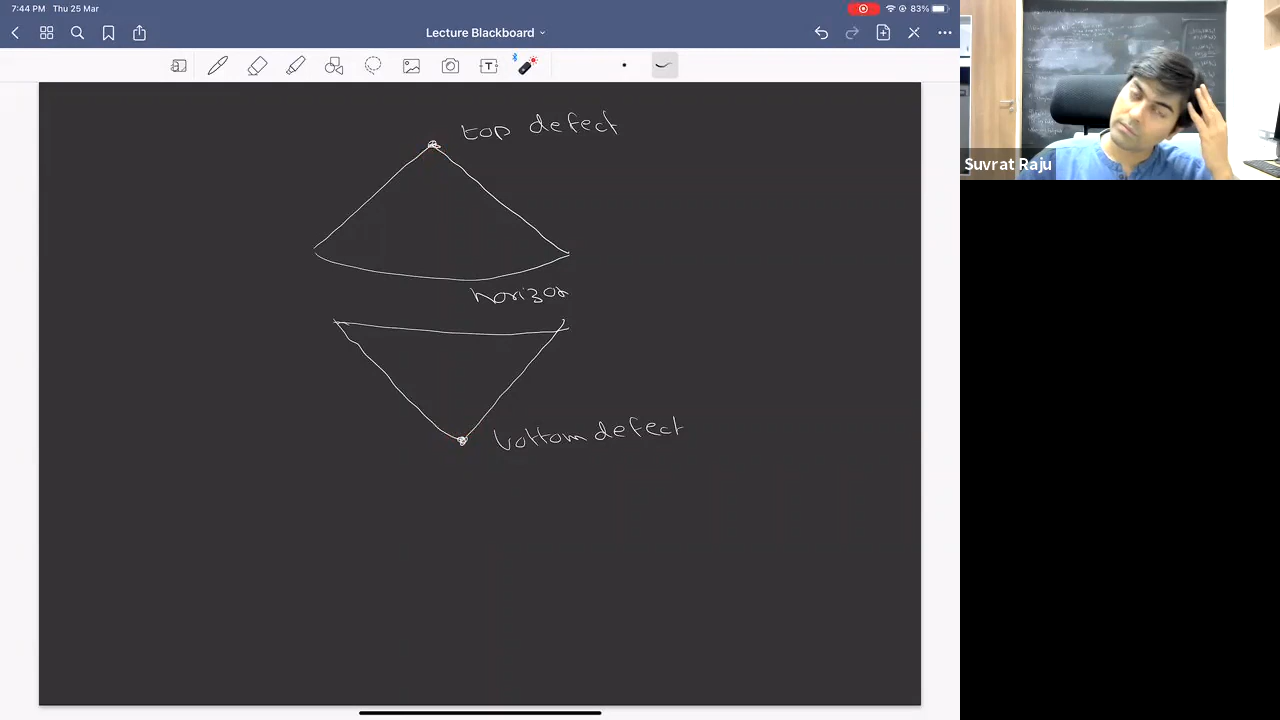 7:44 PM Thu 25 Mar
83%
Lecture Blackboard
T
top defect
horizon
bottom defect
Suvrat Raju